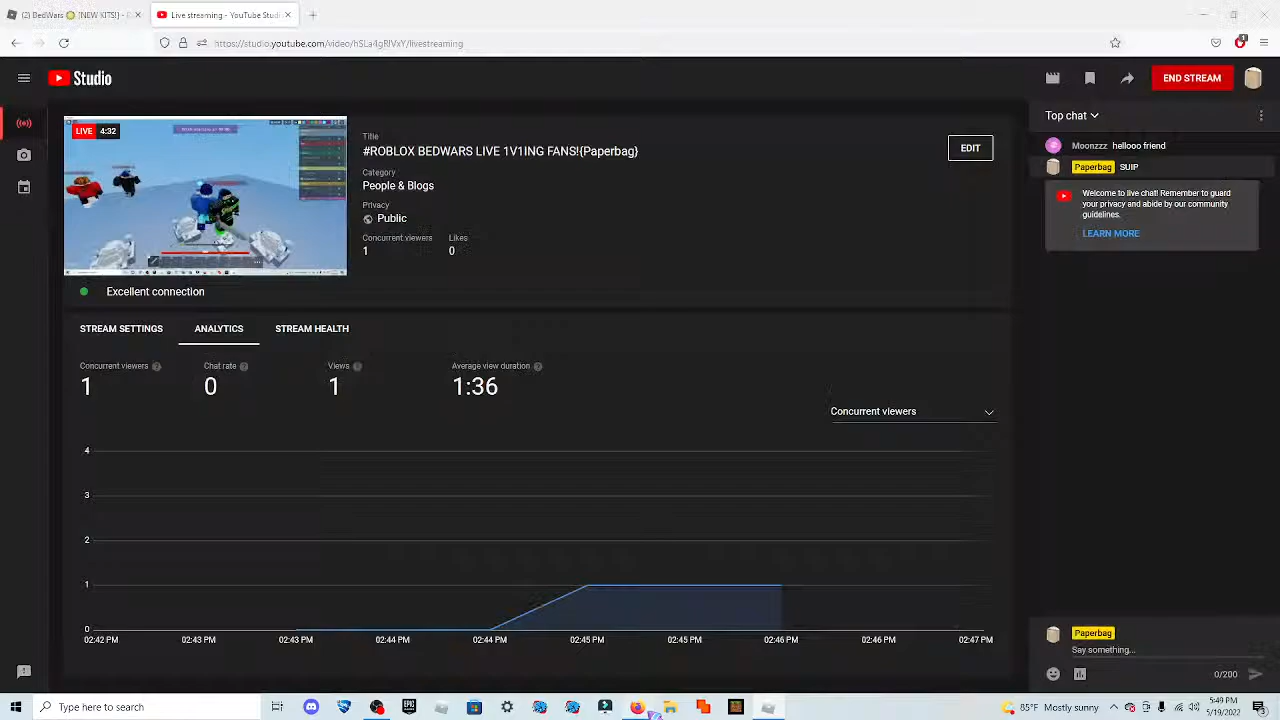 (2) BedWars [NEW KITS!] - R
Live streaming - YouTube Studi
https://studio.youtube.com/video/
/livestreaming
Studio
END STREAM
LIVE 4:32
Title
#ROBLOX BEDWARS LIVE 1V1ING FANS!(Paperbag)
EDIT
People & Blogs
Privacy
Public
Concurrent viewers Likes
1 0
Excellent connection
STREAM SETTINGS ANALYTICS STREAM HEALTH
Concurrent viewers Chat rate Views Average view duration
1 0 1 1:36
Concurrent viewers
4
3
2
1
0
02:42 PM 02:43 PM 02:43 PM 02:44 PM 02:44 PM 02:45 PM 02:45 PM 02:46 PM 02:46 PM 02:47 PM
Top chat
friend
Paperbag
Welcome to live chat! Remember to guard
your privacy and abide by our community
guidelines.
LEARN MORE
Paperbag
Say something...
0/200
Type here to search
EPIC
85°F Mostly sunny
5:49 PM
5/19/2022